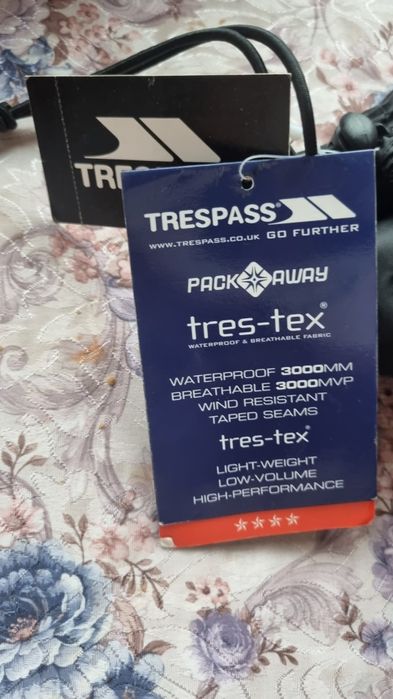 TRESPASS®
www.TRESPASS.co.uk GO FURTHER
PACK AWAY
tres-tex®
WATERPROOF & BREATHABLE FABRIC
WATERPROOF 3000MM
BREATHABLE 3000MVP
WIND RESISTANT
TAPED SEAMS
tres-tex®
LIGHT-WEIGHT
LOW-VOLUME
HIGH-PERFORMANCE